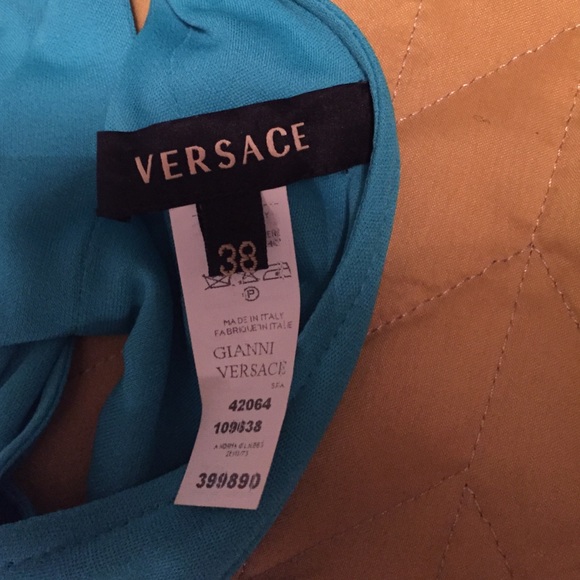 VERSACE
38
P
MADE IN ITALY
FABRIQUE IN ITALIE
GIANNI
VERSACE
S.P.A.
42064
109638
399890